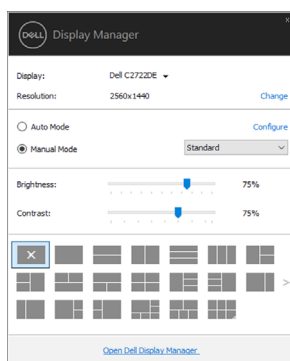 DELL Display Manager
Display: Dell C2722DE
Resolution: 2560x1440 Change
Auto Mode Configure
Manual Mode Standard
Brightness: 75%
Contrast: 75%
Open Dell Display Manager